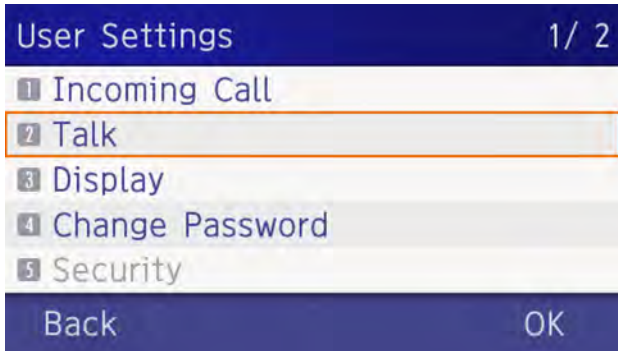 User Settings 1/ 2
1 Incoming Call
2 Talk
3 Display
4 Change Password
5 Security
Back OK